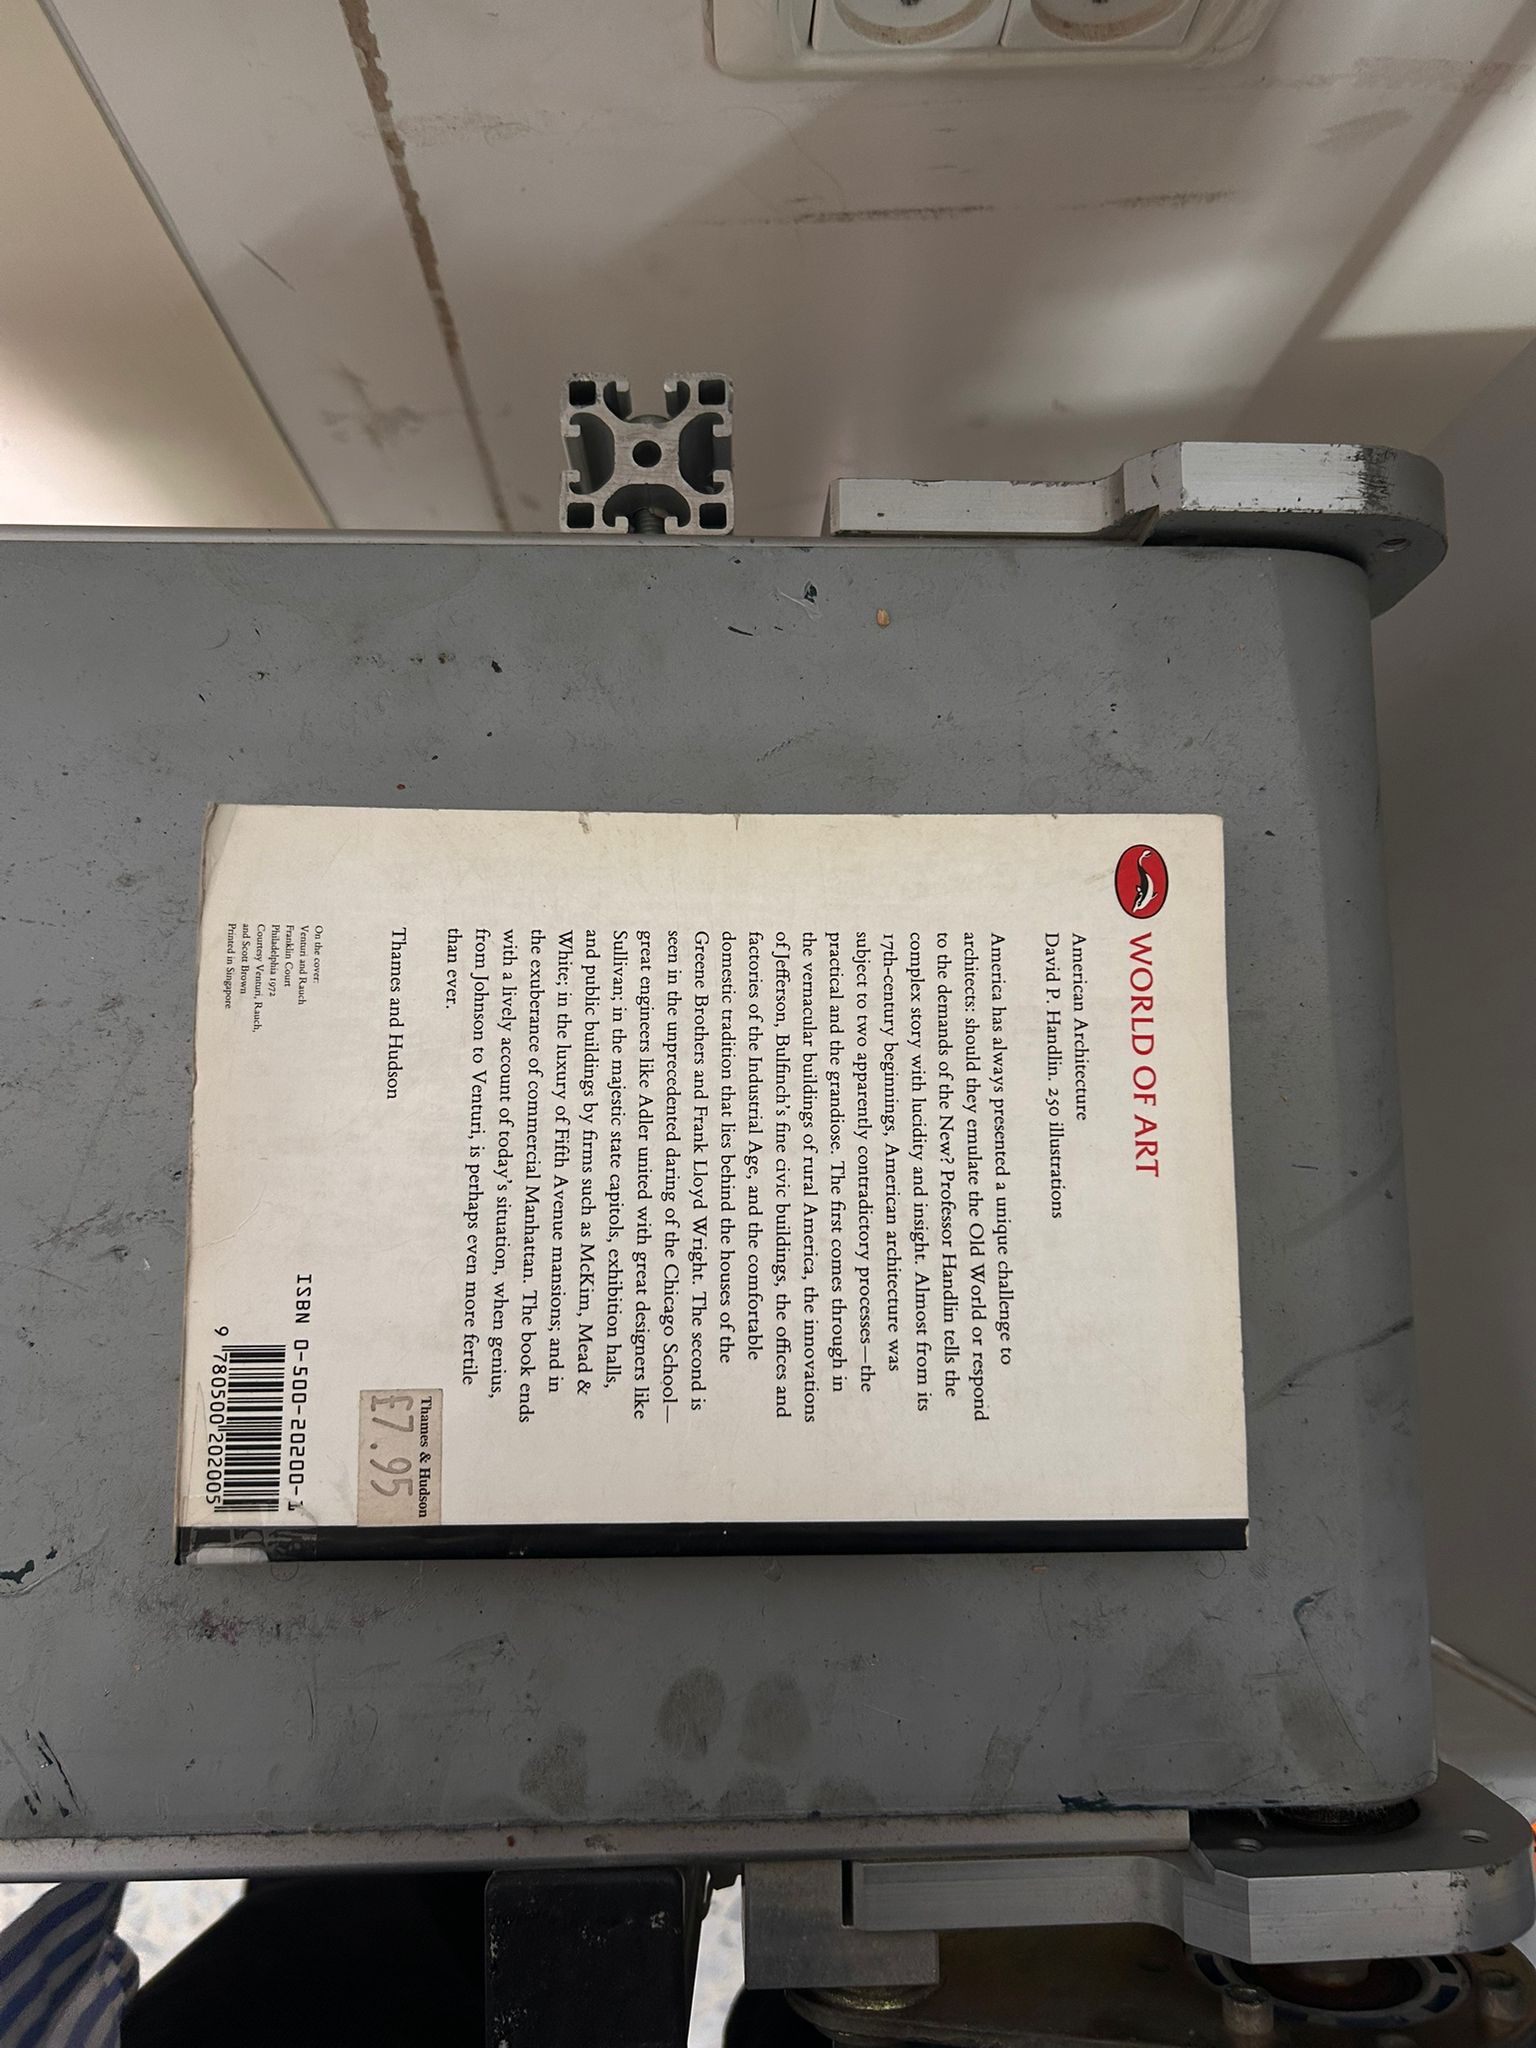 WORLD OF ART
American Architecture
David P. Handlin. 250 illustrations
America has always presented a unique challenge to
architects: should they emulate the Old World or respond
to the demands of the New? Professor Handlin tells the
complex story with lucidity and insight. Almost from its
17th-century beginnings, American architecture was
subject to two apparently contradictory processes—the
practical and the grandiose. The first comes through in
the vernacular buildings of rural America, the innovations
of Jefferson, Bulfinch's fine civic buildings, the offices and
factories of the Industrial Age, and the comfortable
domestic tradition that lies behind the houses of the
Greene Brothers and Frank Lloyd Wright. The second is
seen in the unprecedented daring of the Chicago School—
great engineers like Adler united with great designers like
Sullivan; in the majestic state capitols, exhibition halls,
and public buildings by firms such as McKim, Mead &
White; in the luxury of Fifth Avenue mansions; and in
the exuberance of commercial Manhattan. The book ends
with a lively account of today's situation, when genius,
from Johnson to Venturi, is perhaps even more fertile
than ever.
Thames & Hudson
£7.95
Thames and Hudson
On the cover:
Venturi and Rauch
Franklin Court
Philadelphia 1972
Courtesy Venturi, Rauch,
and Scott Brown
Printed in Singapore
ISBN 0-500-20200-1
9 780500 202005